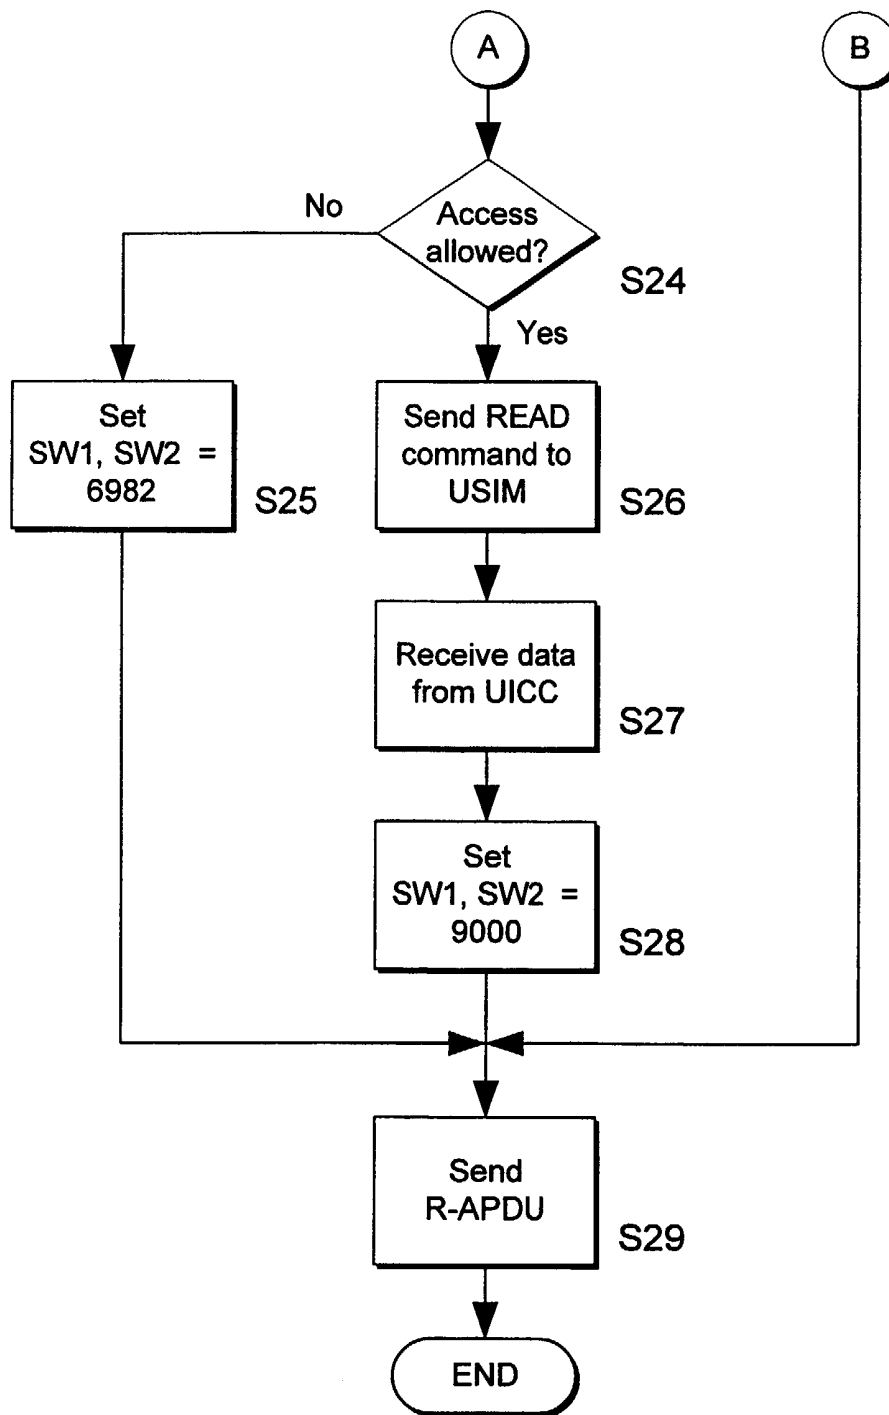 A
B
No
Access
allowed?
S24
Yes
Set
SW1, SW2 =
6982
S25
Send READ
command to
USIM
S26
Receive data
from UICC
S27
Set
SW1, SW2 =
9000
S28
Send
R-APDU
S29
END